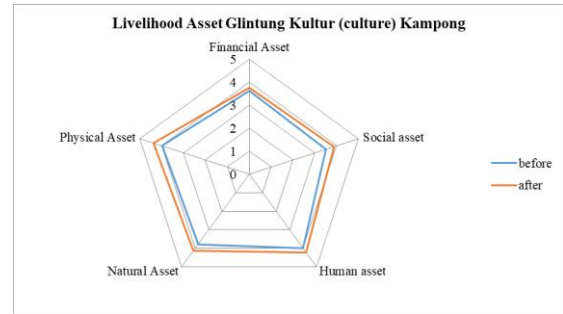 Livelihood Asset Glintung Kultur (culture) Kampong
Financial Asset
5
4
3
2
1
0
Physical Asset
Social asset
Natural Asset
Human asset
before
after